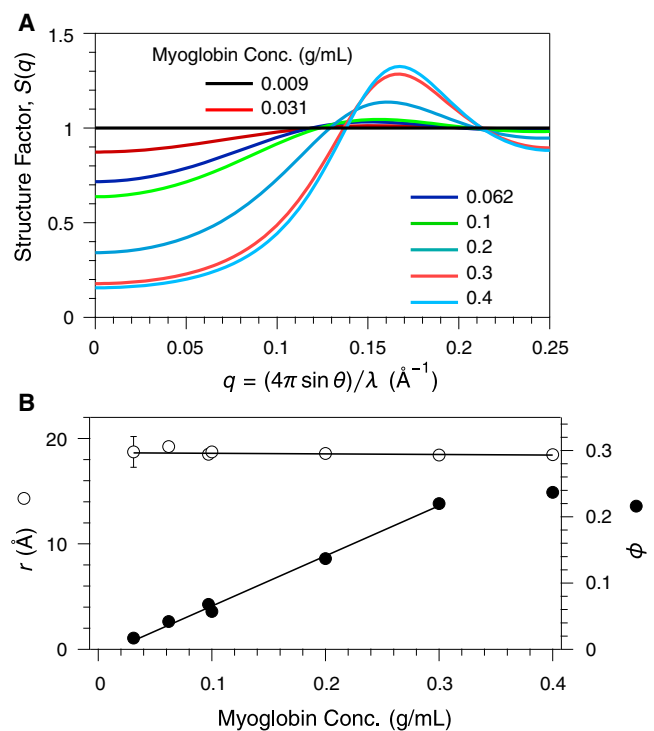 A
Structure Factor, S(q)
1.5
1
0.5
0
Myoglobin Conc. (g/mL)
0.009
0.031
0.062
0.1
0.2
0.3
0.4
0 0.05 0.1 0.15 0.2 0.25
q = (4π sin θ)/λ (Å⁻¹)
B
r (Å)
20
10
0
0.3
0.2
0.1
0
ϕ
0 0.1 0.2 0.3 0.4
Myoglobin Conc. (g/mL)